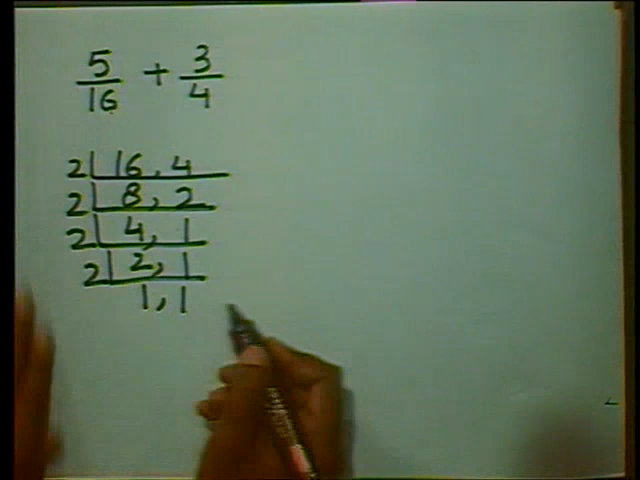 5/16 + 3/4
2 | 16, 4
2 | 8, 2
2 | 4, 1
2 | 2, 1
1, 1